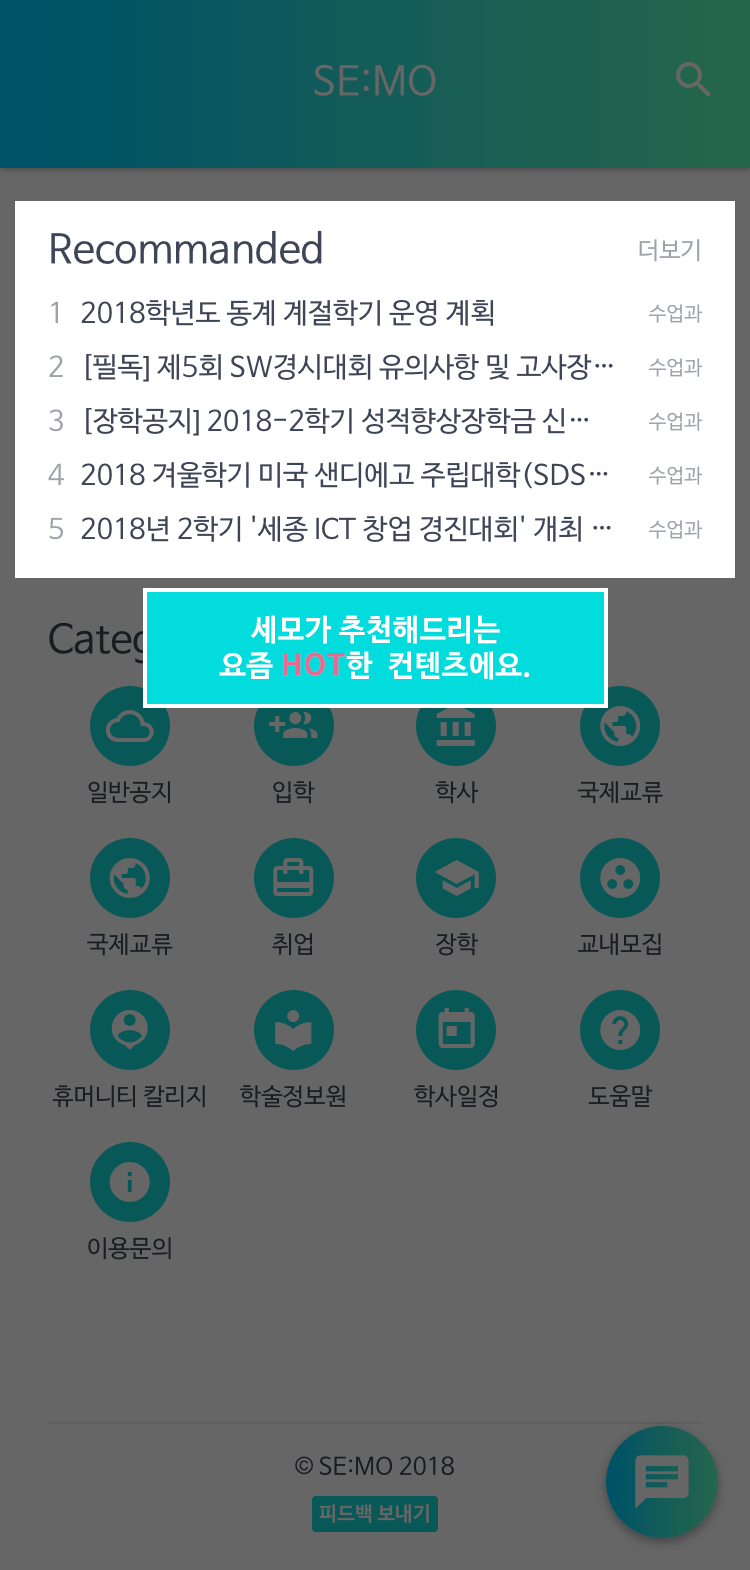 SE:MO
Recommanded 더보기
1 2018학년도 동계 계절학기 운영 계획 수업과
2 [필독] 제5회 SW경시대회 유의사항 및 고사장… 수업과
3 [장학공지] 2018-2학기 성적향상장학금 신… 수업과
4 2018 겨울학기 미국 샌디에고 주립대학(SDS… 수업과
5 2018년 2학기 '세종 ICT 창업 경진대회' 개최 … 수업과
세모가 추천해드리는
요즘 HOT한 컨텐츠에요.
일반공지 입학 학사 국제교류
국제교류 취업 장학 교내모집
휴머니티 칼리지 학술정보원 학사일정 도움말
이용문의
© SE:MO 2018
피드백 보내기